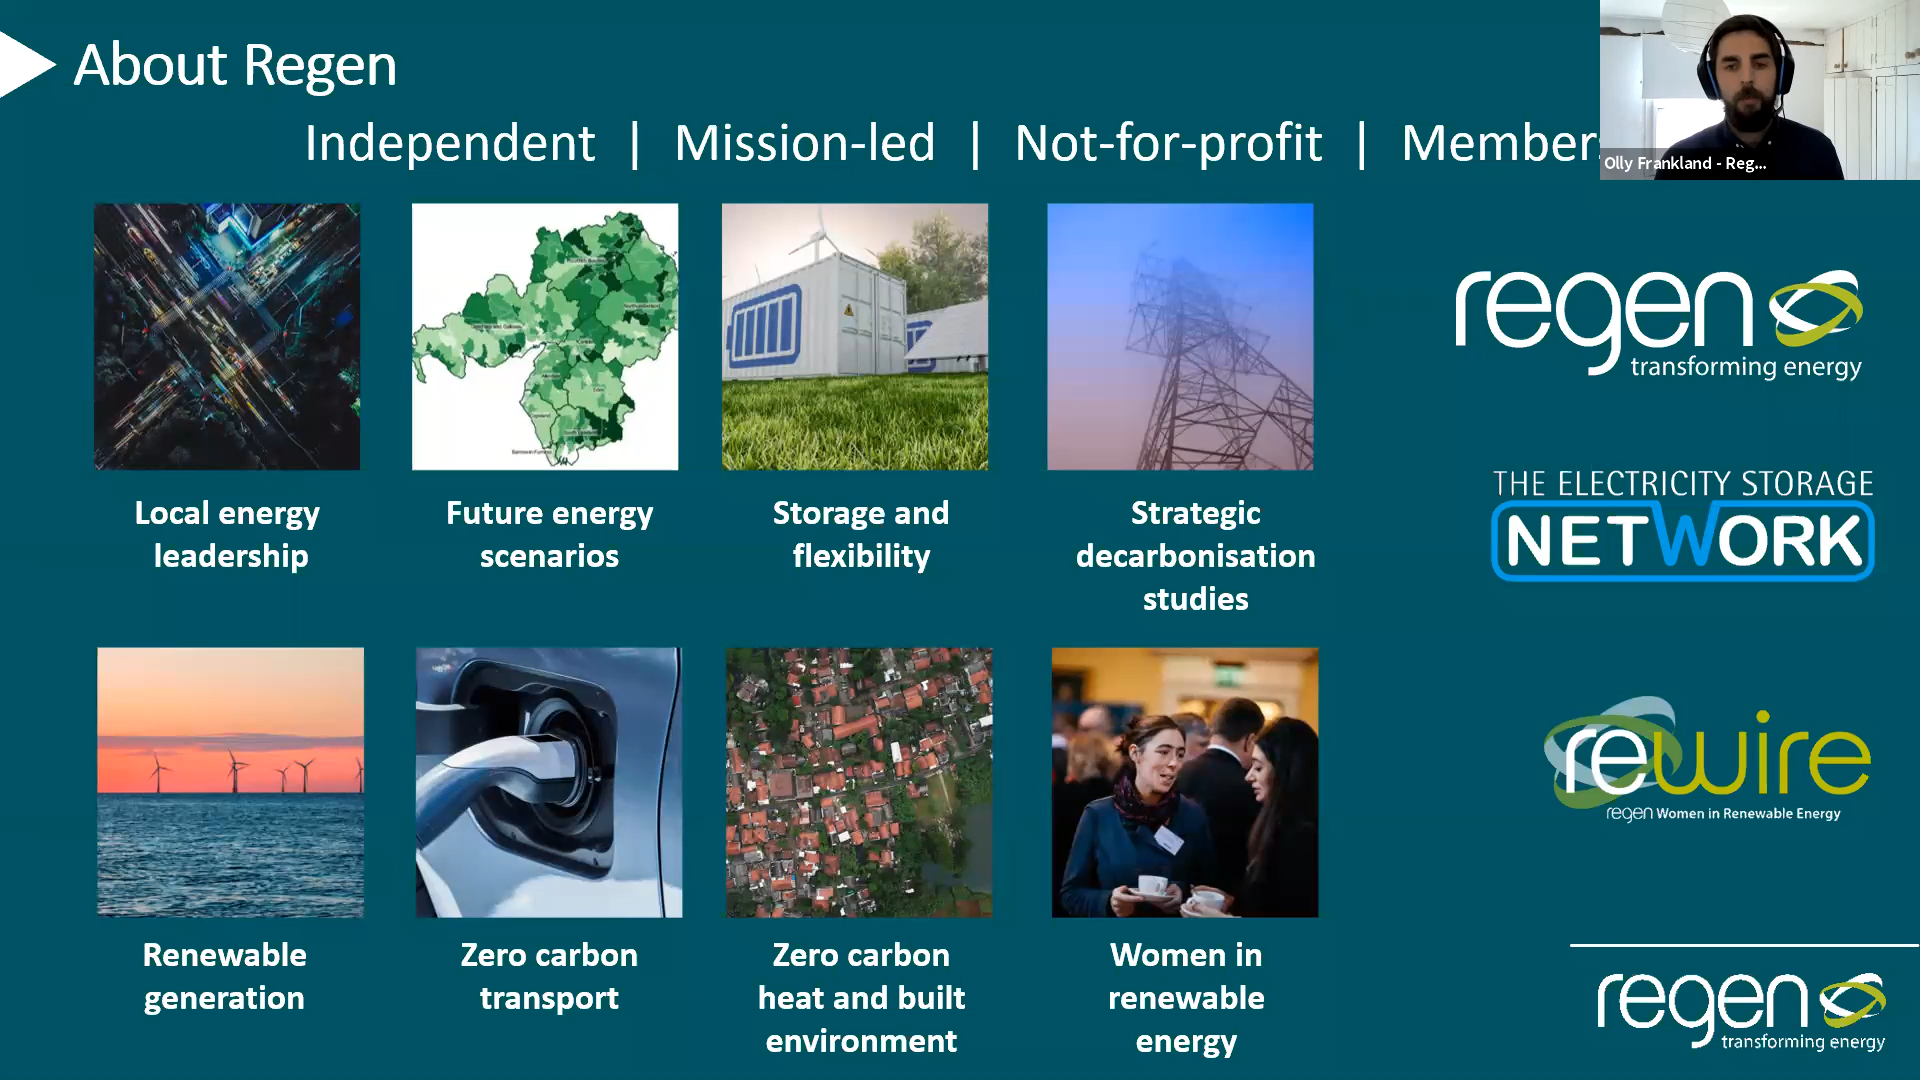 About Regen
Independent | Mission-led | Not-for-profit | Members
Olly Frankland - Reg...
Local energy
leadership
Future energy
scenarios
Storage and
flexibility
Strategic
decarbonisation
studies
regen
transforming energy
THE ELECTRICITY STORAGE
NETWORK
Renewable
generation
Zero carbon
transport
Zero carbon
heat and built
environment
Women in
renewable
energy
rewire
regen Women in Renewable Energy
regen
transforming energy